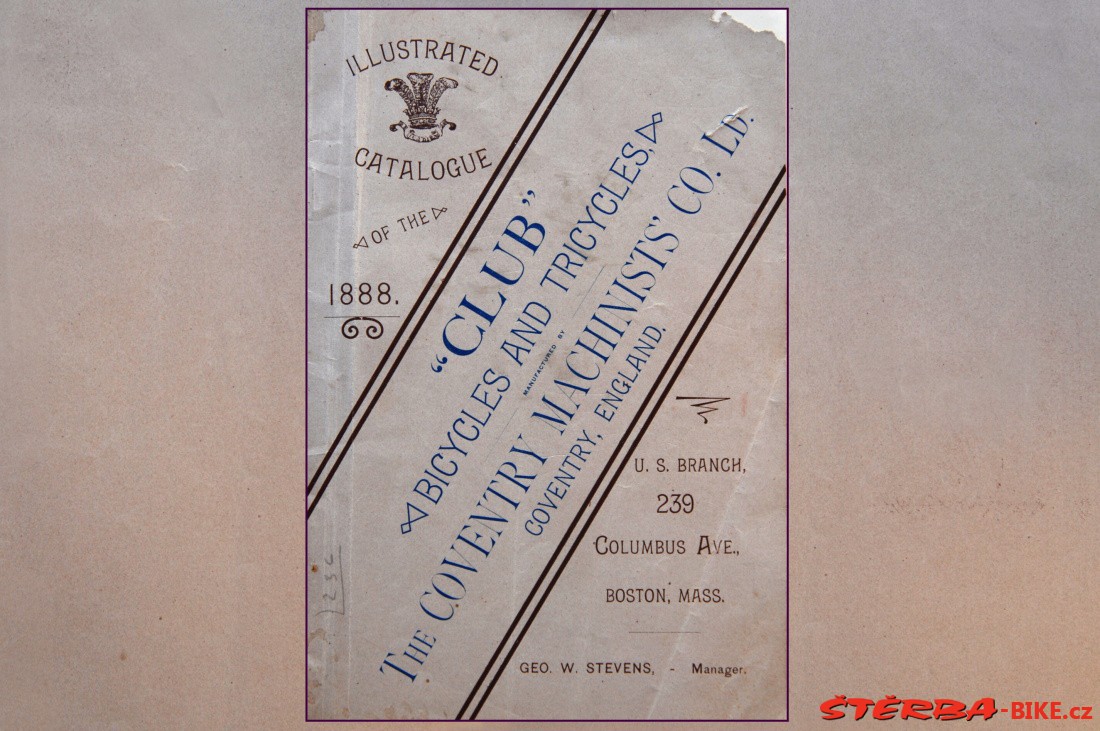 ILLUSTRATED
CATALOGUE
OF THE
1888.
"CLUB"
BICYCLES AND TRICYCLES,
MANUFACTURED BY
THE COVENTRY MACHINISTS' CO. LD.
COVENTRY, ENGLAND.
U. S. BRANCH,
239
COLUMBUS AVE.,
BOSTON, MASS.
GEO. W. STEVENS, - Manager.
ŠTĚRBA-BIKE.cz